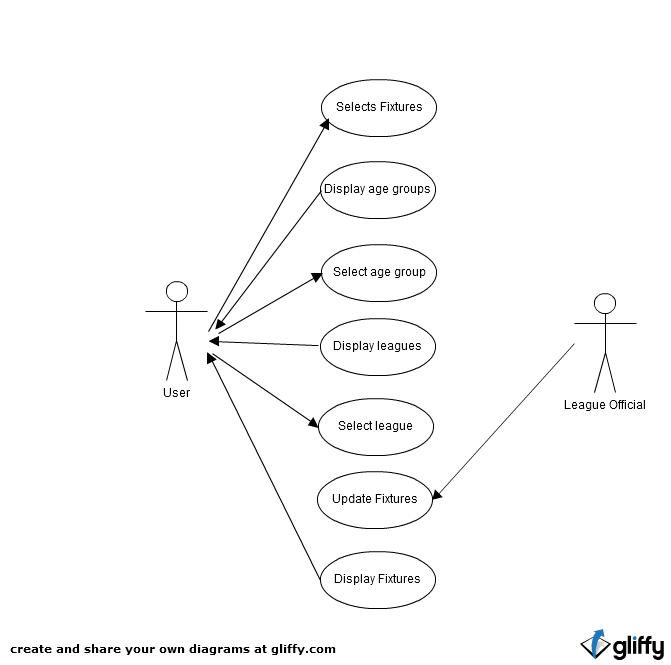 Selects Fixtures
Display age groups
Select age group
Display leagues
User
League Official
Select league
Update Fixtures
Display Fixtures
create and share your own diagrams at gliffy.com
gliffy